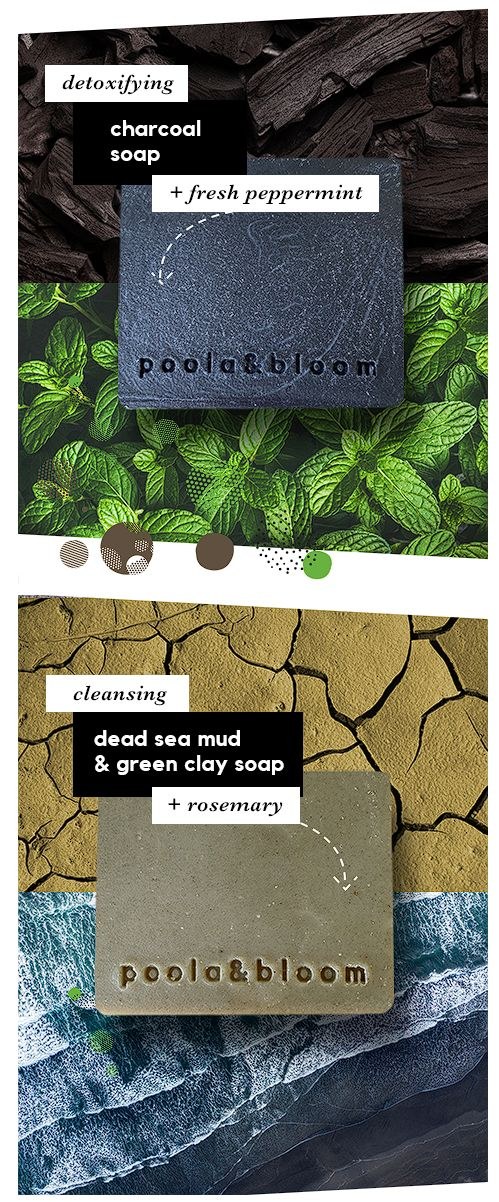 detoxifying
charcoal
soap
+ fresh peppermint
poola&bloom
cleansing
dead sea mud
& green clay soap
+ rosemary
poola&bloom